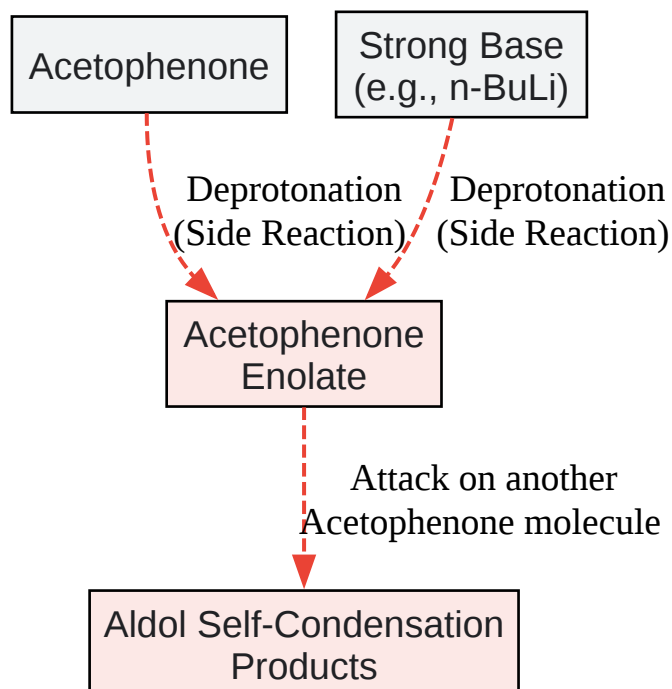 Acetophenone
Strong Base
(e.g., n-BuLi)
Deprotonation
(Side Reaction)
Deprotonation
(Side Reaction)
Acetophenone
Enolate
Attack on another
Acetophenone molecule
Aldol Self-Condensation
Products